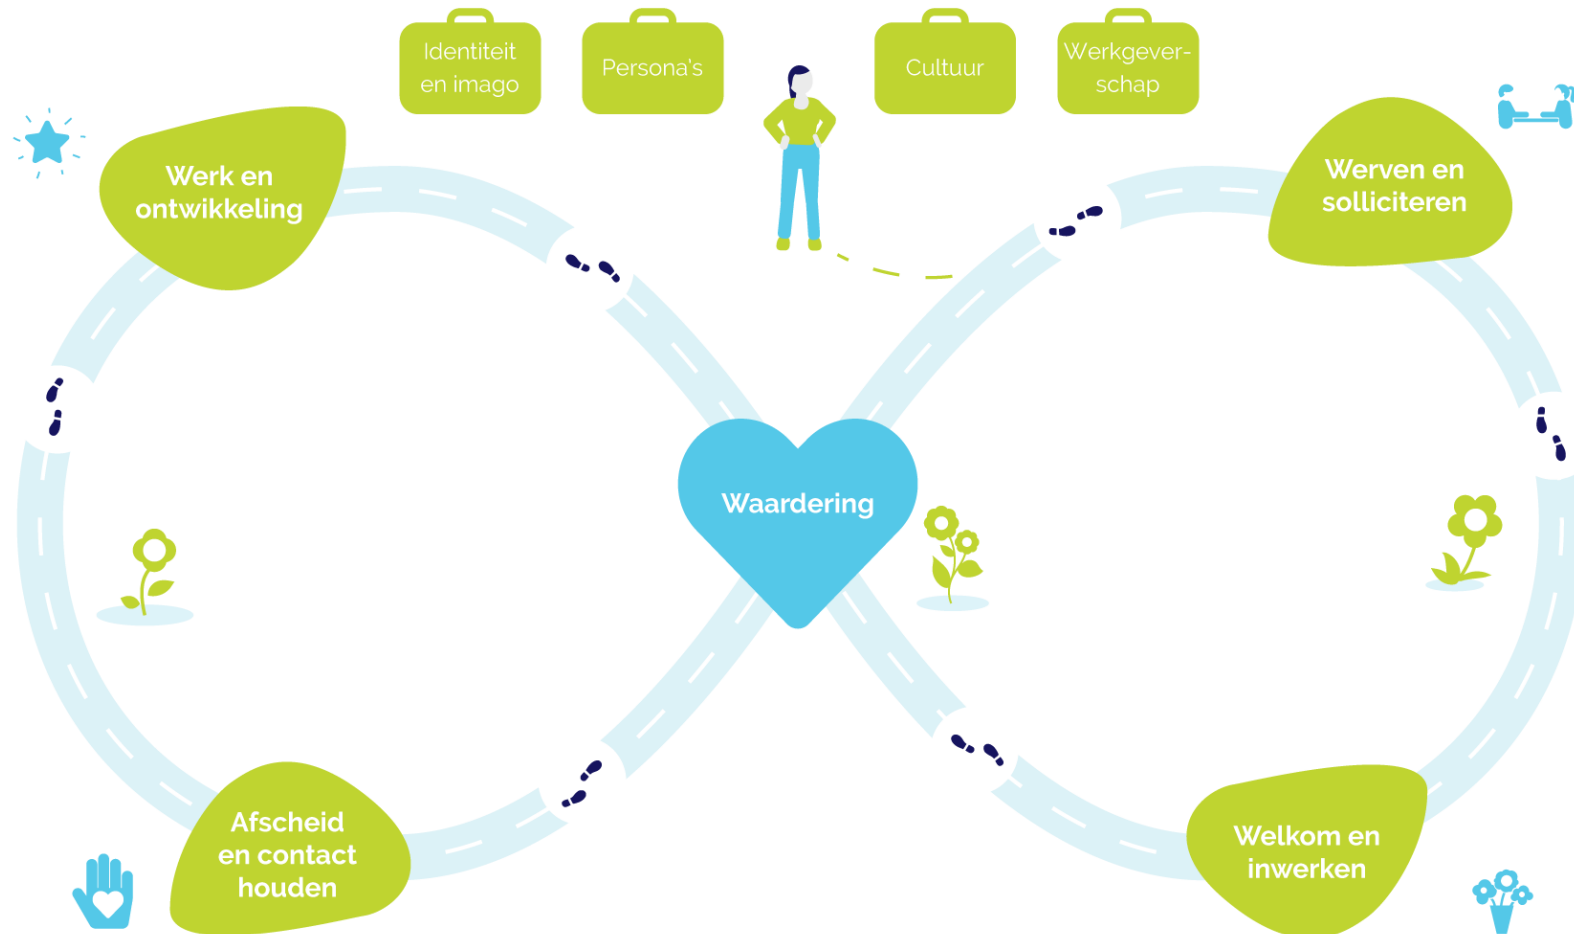 Identiteit
en imago
Persona's
Cultuur
Werkgever-
schap
Werk en
ontwikkeling
Werven en
solliciteren
Waardering
Afscheid
en contact
houden
Welkom en
inwerken